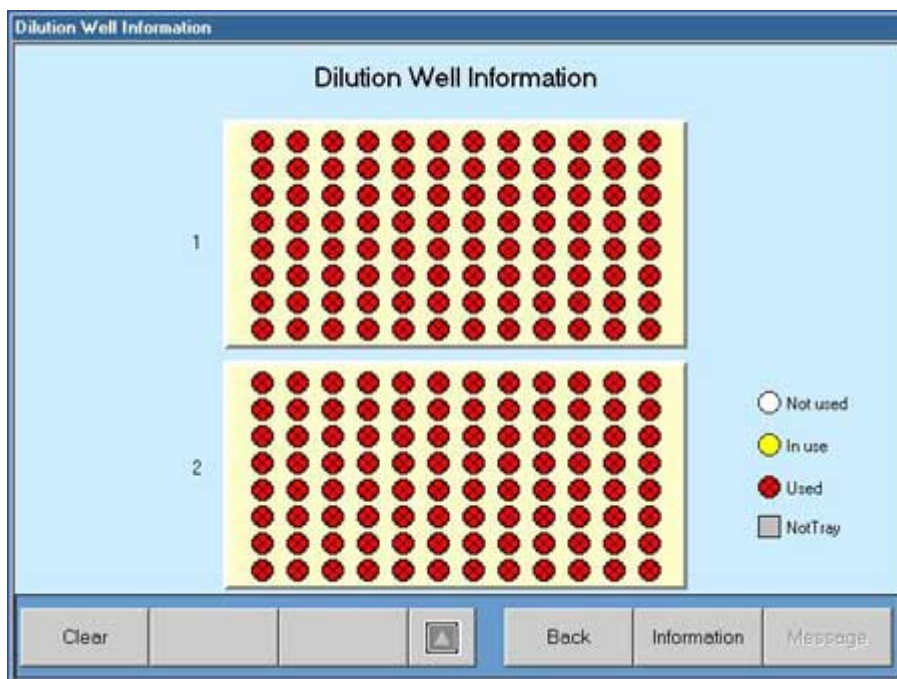 Dilution Well Information
Dilution Well Information
1
2
Not used
In use
Used
NotTray
Clear
Back
Information
Message